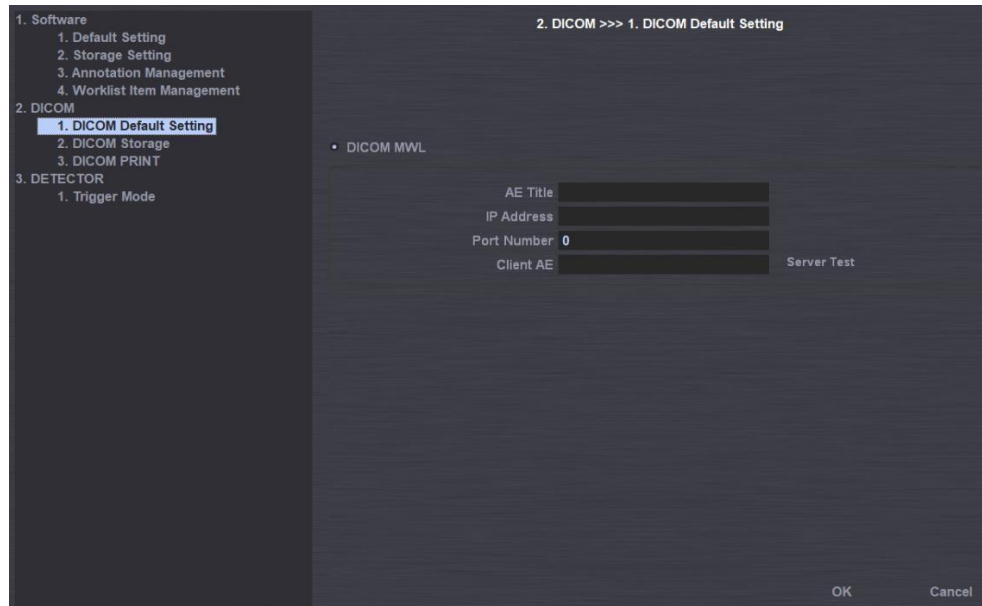 1. Software
1. Default Setting
2. Storage Setting
3. Annotation Management
4. Worklist Item Management
2. DICOM
1. DICOM Default Setting
2. DICOM Storage
3. DICOM PRINT
3. DETECTOR
1. Trigger Mode
2. DICOM >>> 1. DICOM Default Setting
DICOM MWL
AE Title
IP Address
Port Number 0
Client AE
Server Test
OK Cancel